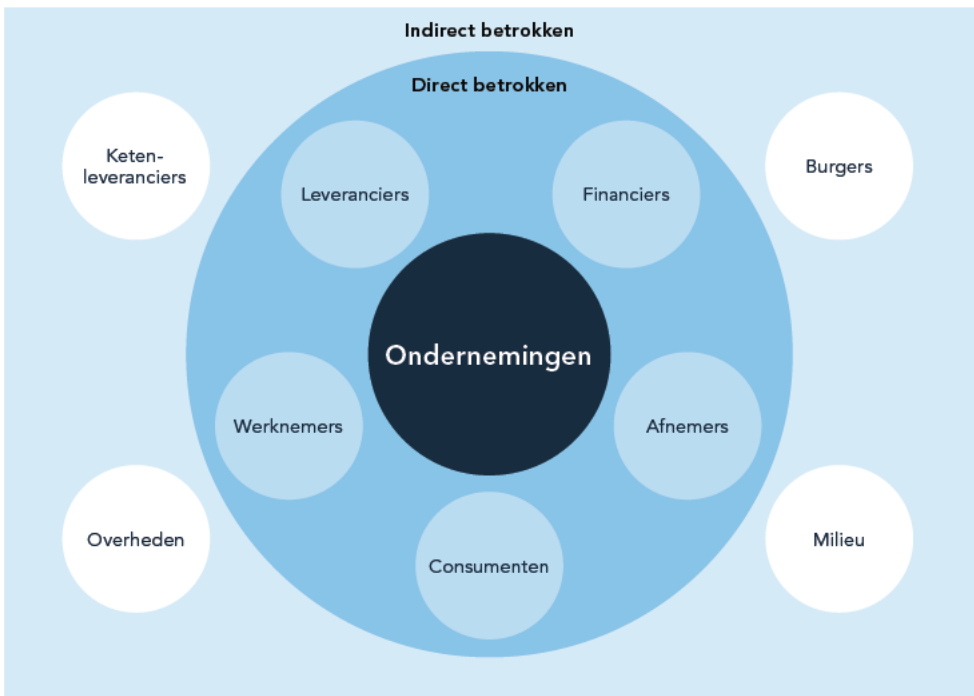 Indirect betrokken
Direct betrokken
Keten-
leveranciers
Leveranciers
Financiers
Burgers
Ondernemingen
Werknemers
Afnemers
Overheden
Consumenten
Milieu